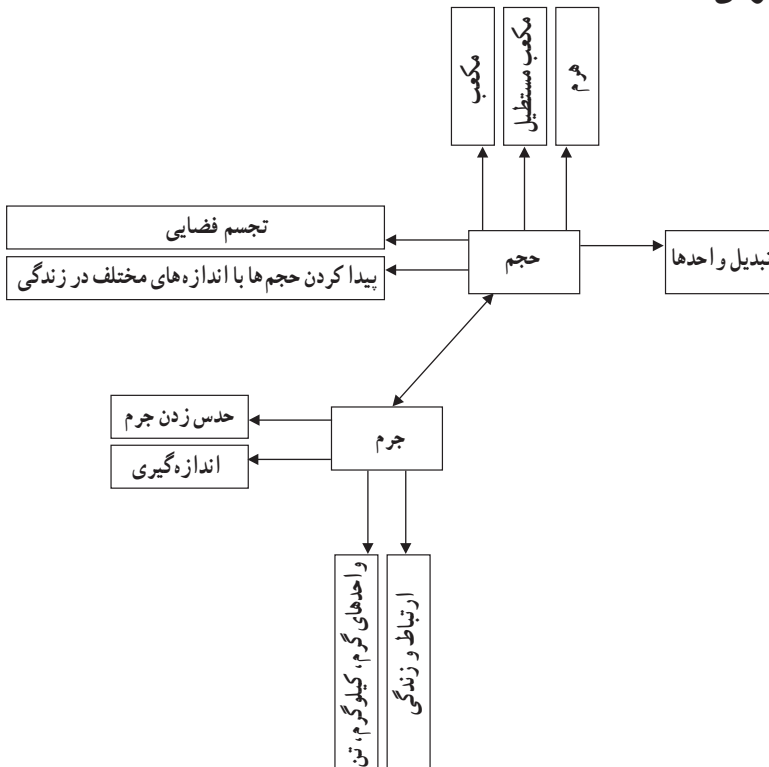 مکعب
مکعب مستطیل
هرم
تجسم فضایی
پیدا کردن حجم‌ها با اندازه‌های مختلف در زندگی
حجم
تبدیل واحدها
حدس زدن جرم
اندازه‌گیری
جرم
واحدهای گرم، کیلوگرم، تن
ارتباط و زندگی